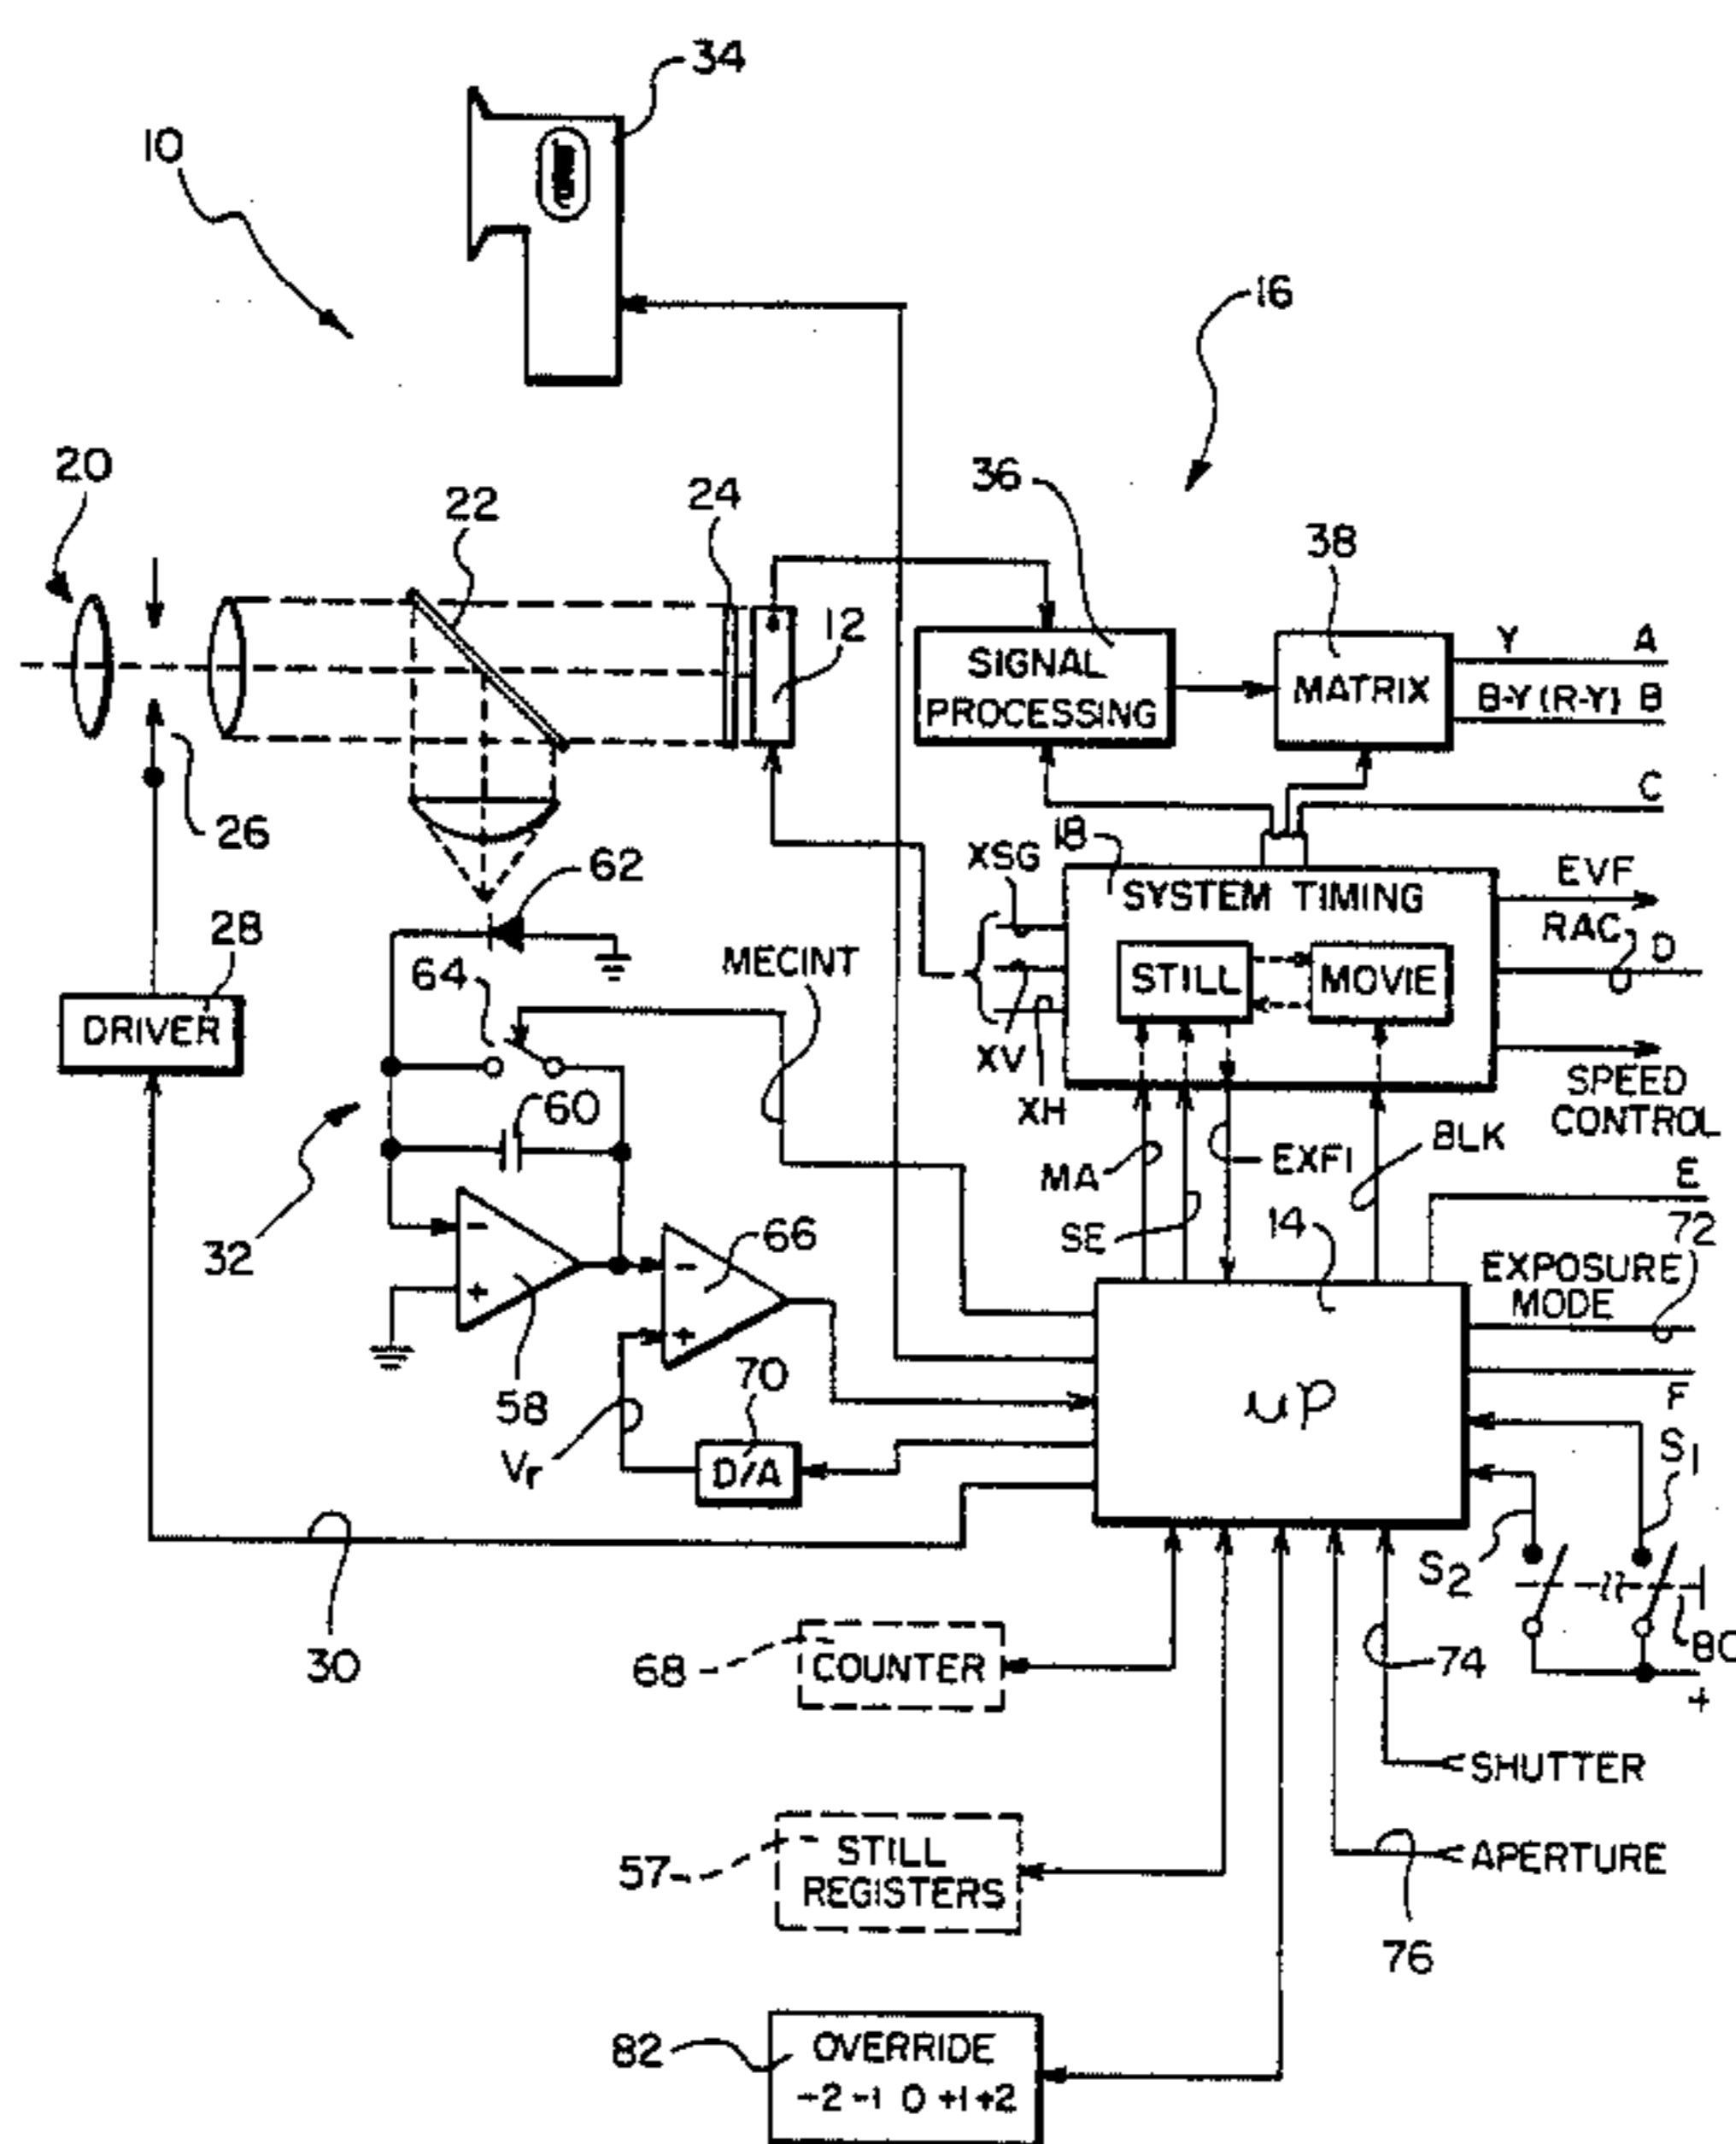 34
10
16
20
22
24
36
38
12
SIGNAL
PROCESSING
MATRIX
Y A
B-Y (R-Y) B
C
26
18
XSG
SYSTEM TIMING
EVF
RAC
D
62
28
DRIVER
64
MECINT
STILL
MOVIE
XV
XH
SPEED
CONTROL
60
MA
EXF1
BLK
E
32
SE
14
72
66
EXPOSURE
MODE
-
+
-
+
58
70
μP
F
Vr
D/A
S1
S2
30
68
COUNTER
74
80
+
SHUTTER
57
STILL
REGISTERS
APERTURE
76
82
OVERRIDE
-2 -1 0 +1 +2